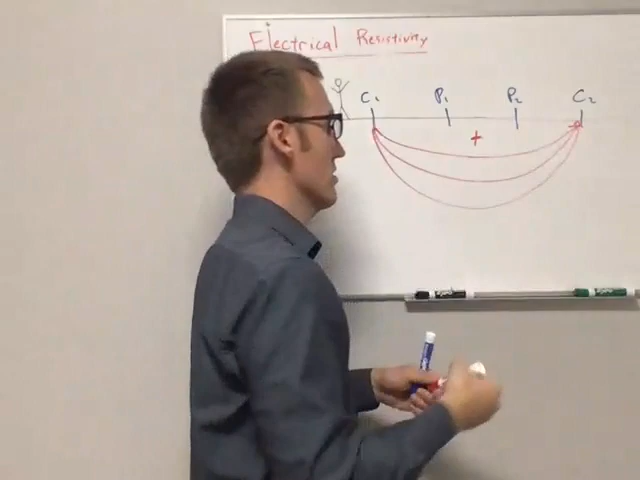 Electrical Resistivity
C₁ P₁ P₂ C₂
+